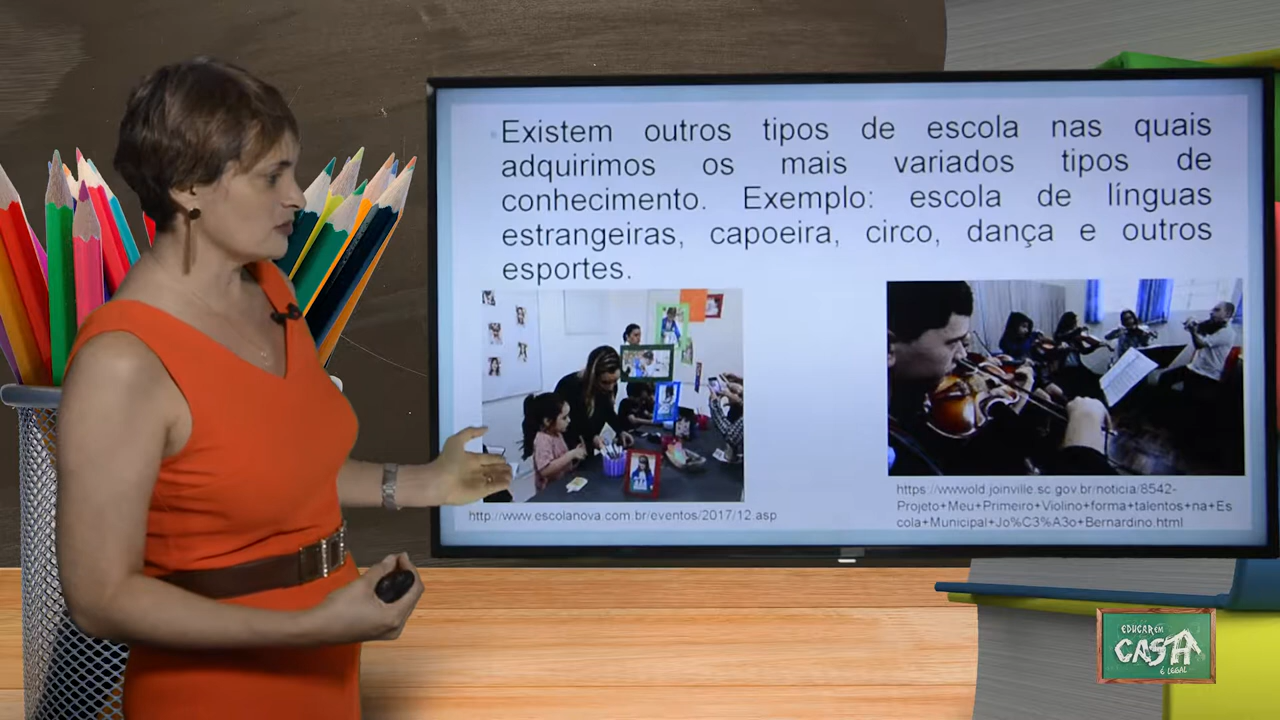 Existem outros tipos de escola nas quais
adquirimos os mais variados tipos de
conhecimento. Exemplo: escola de línguas
estrangeiras, capoeira, circo, dança e outros
esportes.
http://www.escolanova.com.br/eventos/2017/12.asp
https://wwwold.joinville.sc.gov.br/noticia/8542-
Projeto+Meu+Primeiro+Violino+forma+talentos+na+Es
cola+Municipal+Jo%C3%A3o+Bernardino.html
EDUCAR EM
CASA
É LEGAL